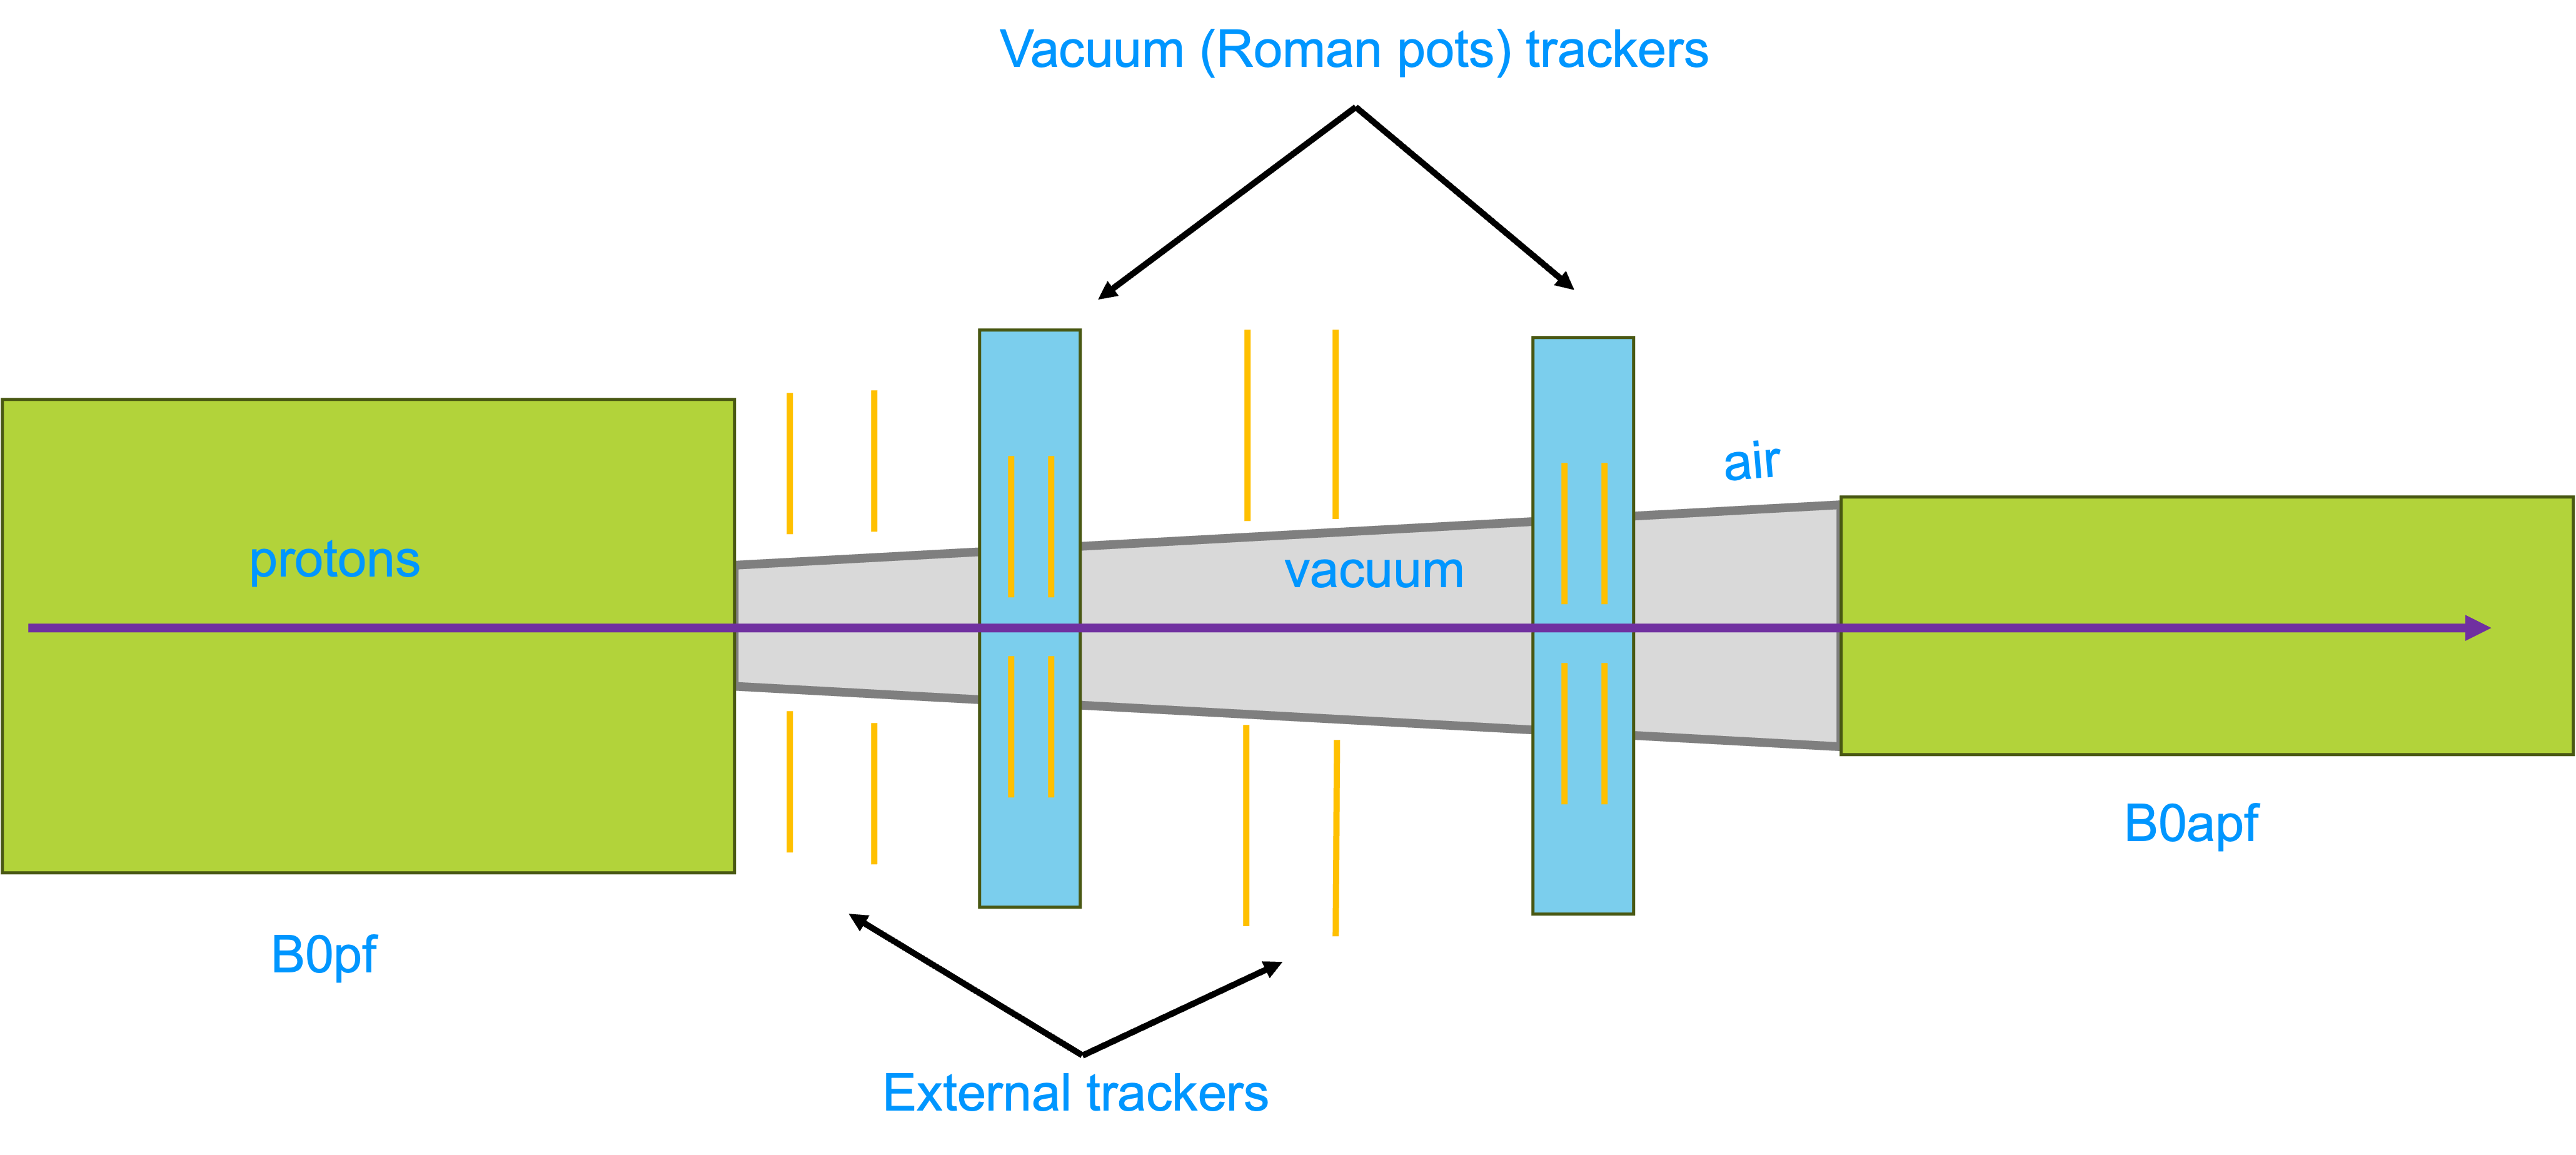 Vacuum (Roman pots) trackers
air
protons
vacuum
B0apf
B0pf
External trackers